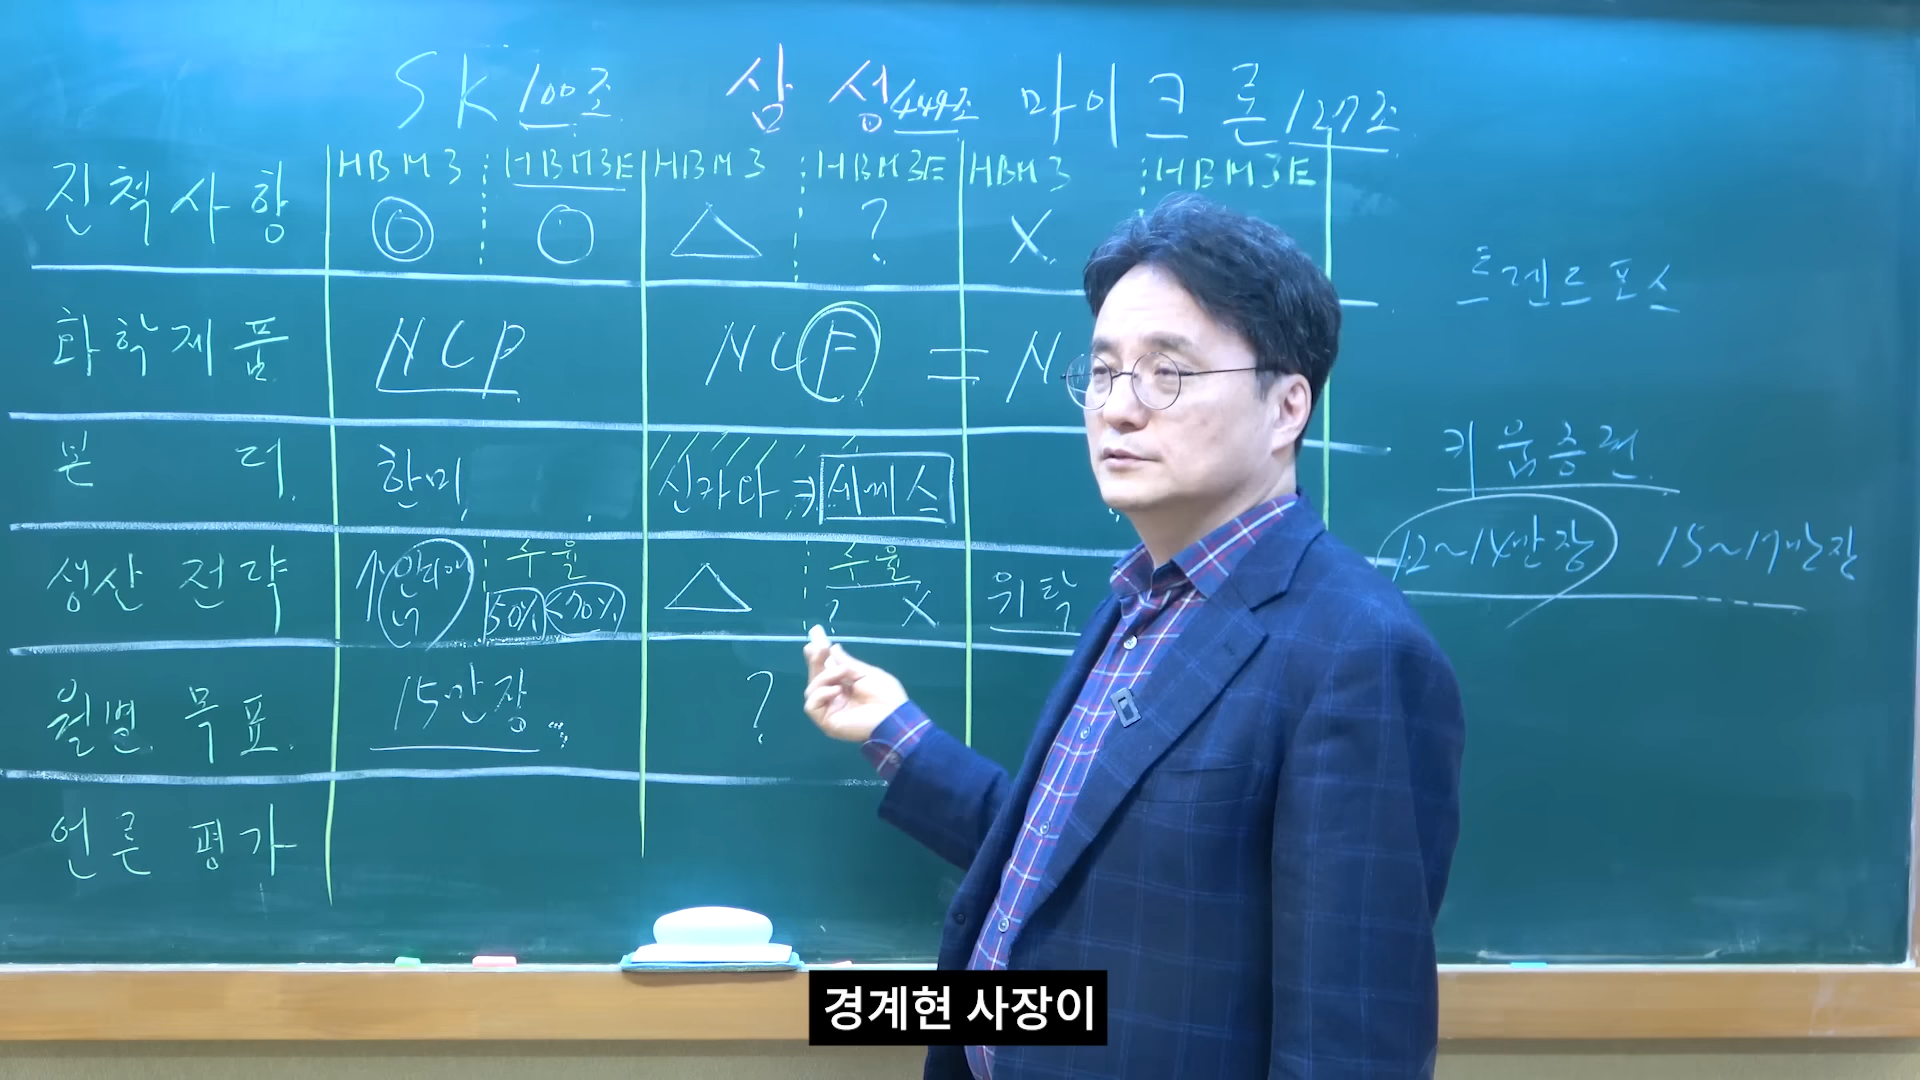 SK 100조 삼성 449조 마이크론 127조
HBM3 HBM3E HBM3 HBM3E HBM3 HBM3E
진척사항 ◎ ○ △ ? X
트렌드포스
화학제품 NCP NCF = N
키움증권
본더 한미 신카다 세메스
12~14만장 15~17만장
생산 전략 수율 50% <70% △ 수율 ? X 위탁
월별 목표 15만장 ?
언론 평가
경계현 사장이